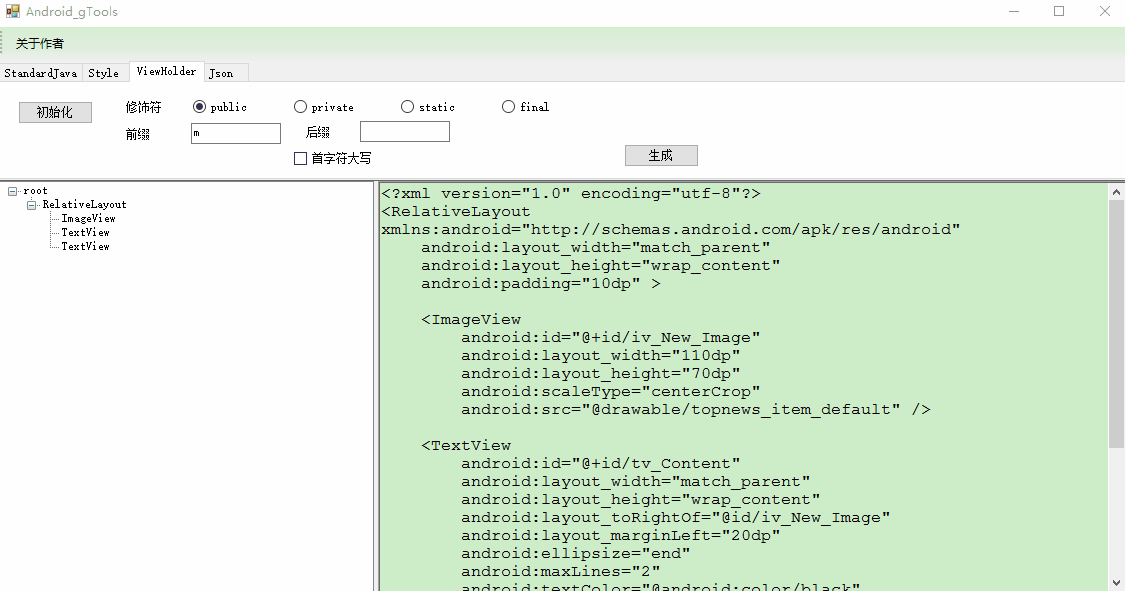 Android_gTools
关于作者
StandardJava Style ViewHolder Json
初始化 修饰符 public private static final
前缀 m 后缀
首字符大写 生成
root
RelativeLayout
ImageView
TextView
TextView
<?xml version="1.0" encoding="utf-8"?>
<RelativeLayout
xmlns:android="http://schemas.android.com/apk/res/android"
    android:layout_width="match_parent"
    android:layout_height="wrap_content"
    android:padding="10dp" >
    <ImageView
        android:id="@+id/iv_New_Image"
        android:layout_width="110dp"
        android:layout_height="70dp"
        android:scaleType="centerCrop"
        android:src="@drawable/topnews_item_default" />
    <TextView
        android:id="@+id/tv_Content"
        android:layout_width="match_parent"
        android:layout_height="wrap_content"
        android:layout_toRightOf="@id/iv_New_Image"
        android:layout_marginLeft="20dp"
        android:ellipsize="end"
        android:maxLines="2"
        android:textColor="@android:color/black"